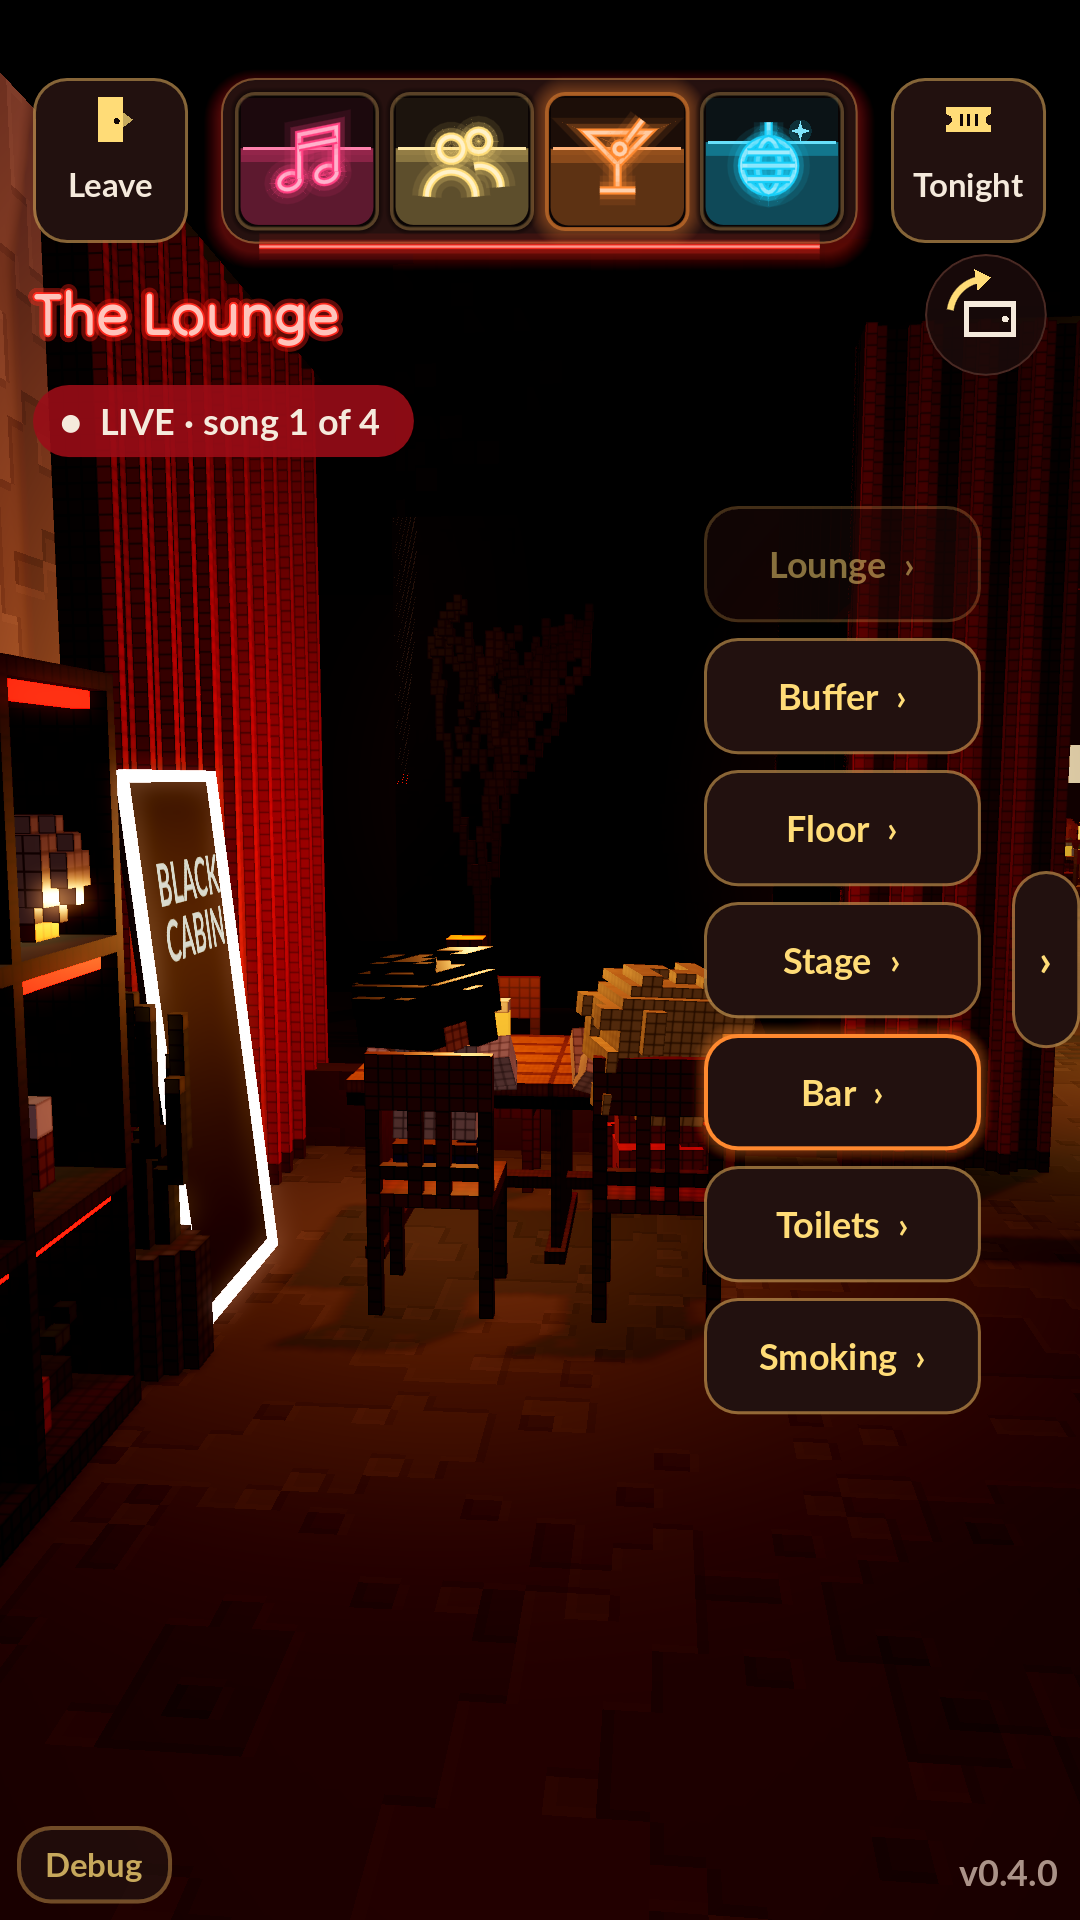 Leave
Tonight
The Lounge
LIVE · song 1 of 4
Lounge ›
Buffer ›
Floor ›
Stage ›
Bar ›
Toilets ›
Smoking ›
›
BLACK
CABIN
Debug
v0.4.0